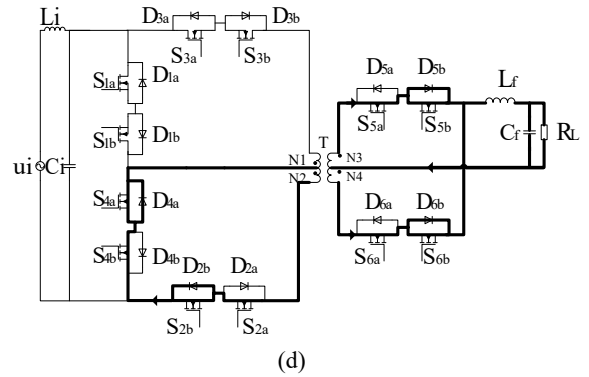 Li
D3a
D3b
S3a
S3b
S1a
D1a
S1b
D1b
ui
Ci
S4a
D4a
S4b
D4b
D2b
D2a
S2b
S2a
T
N1
N2
N3
N4
D5a
D5b
S5a
S5b
Lf
Cf
RL
D6a
D6b
S6a
S6b
(d)